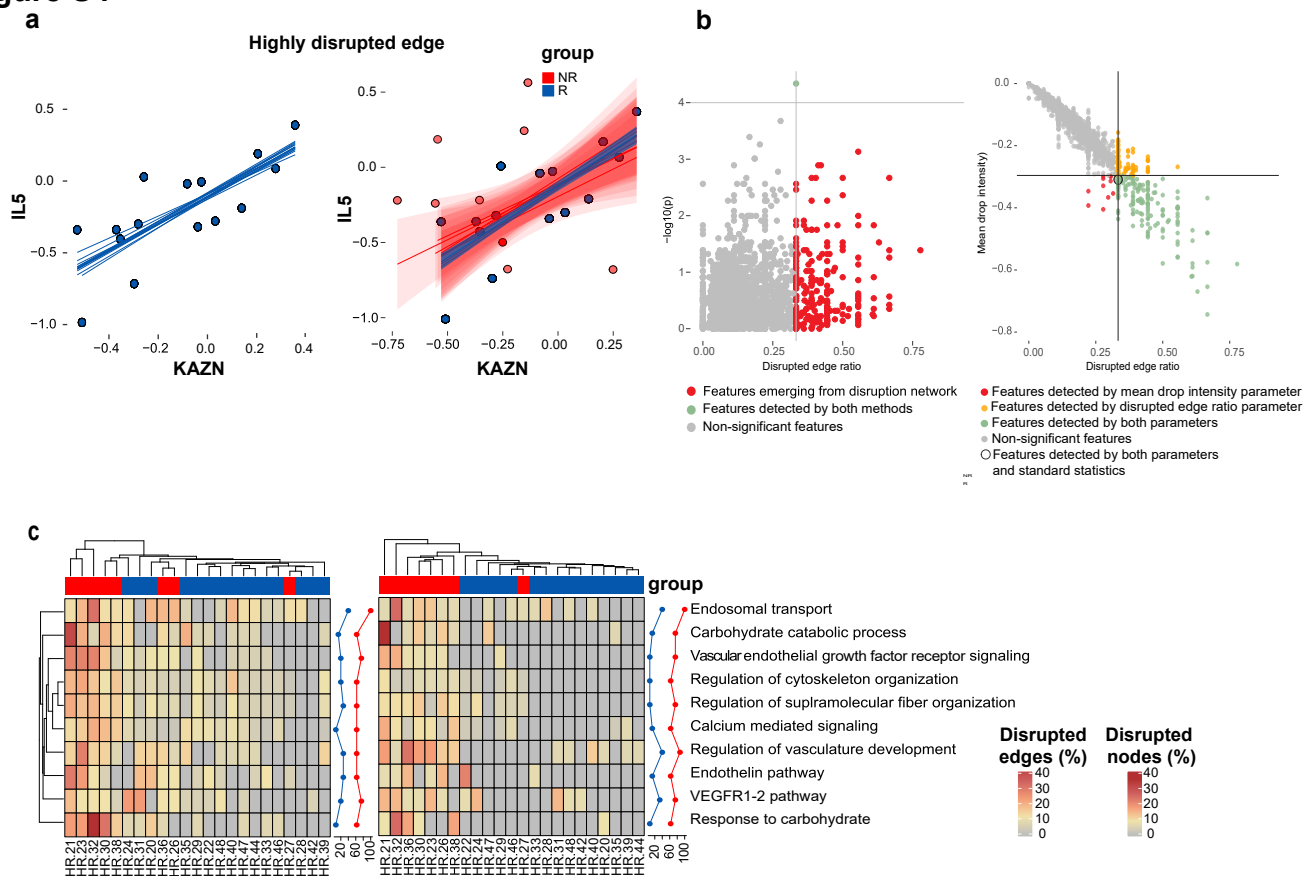 a
Highly disrupted edge
group
NR
R
IL5
0.5
0.0
−0.5
−1.0
−0.4
−0.2
0.0
0.2
0.4
KAZN
IL5
0.5
0.0
−0.5
−1.0
−0.75
−0.50
−0.25
0.00
0.25
KAZN
b
−log10(p)
4
3
2
1
0
0.00
0.25
0.50
0.75
Disrupted edge ratio
Features emerging from disruption network
Features detected by both methods
Non-significant features
Mean drop intensity)
0.0
−0.2
−0.4
−0.6
−0.8
0.00
0.25
0.50
0.75
Disrupted edge ratio
Features detected by mean drop intensity parameter
Features detected by disrupted edge ratio parameter
Features detected by both parameters
Non-significant features
Features detected by both parameters
and standard statistics
NR
R
c
group
Endosomal transport
Carbohydrate catabolic process
Vascular endothelial growth factor receptor signaling
Regulation of cytoskeleton organization
Regulation of suplramolecular fiber organization
Calcium mediated signaling
Regulation of vasculature development
Endothelin pathway
VEGFR1-2 pathway
Response to carbohydrate
HR.21
HR.23
HR.32
HR.30
HR.38
HR.24
HR.31
HR.20
HR.36
HR.26
HR.35
HR.29
HR.22
HR.48
HR.40
HR.47
HR.44
HR.33
HR.46
HR.27
HR.28
HR.42
HR.39
20
60
100
HR.21
HR.32
HR.36
HR.30
HR.23
HR.26
HR.38
HR.22
HR.24
HR.47
HR.29
HR.46
HR.27
HR.33
HR.28
HR.31
HR.48
HR.42
HR.40
HR.20
HR.35
HR.39
HR.44
20
60
100
Disrupted
edges (%)
40
30
20
10
0
Disrupted
nodes (%)
40
30
20
10
0